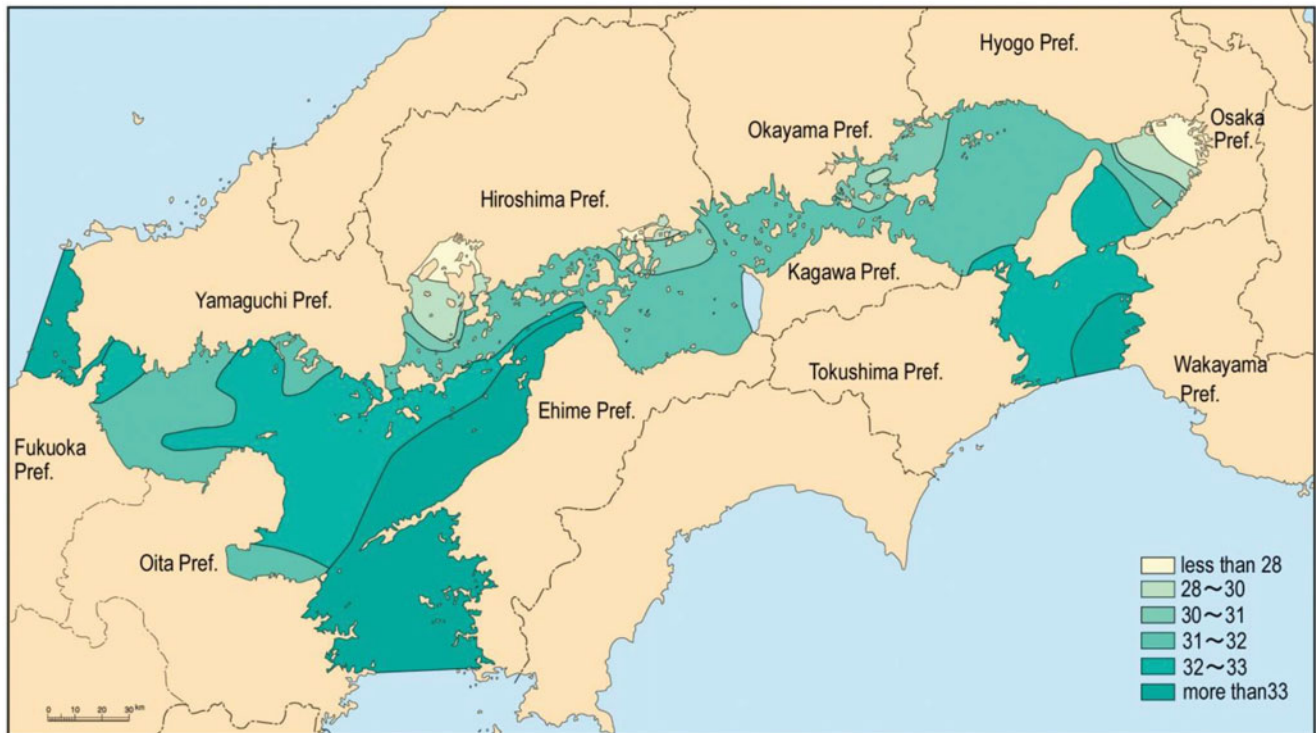 Hyogo Pref.
Osaka
Pref.
Okayama Pref.
Hiroshima Pref.
Kagawa Pref.
Yamaguchi Pref.
Tokushima Pref.
Wakayama
Pref.
Ehime Pref.
Fukuoka
Pref.
Oita Pref.
less than 28
28～30
30～31
31～32
32～33
more than33
0 10 20 30 km